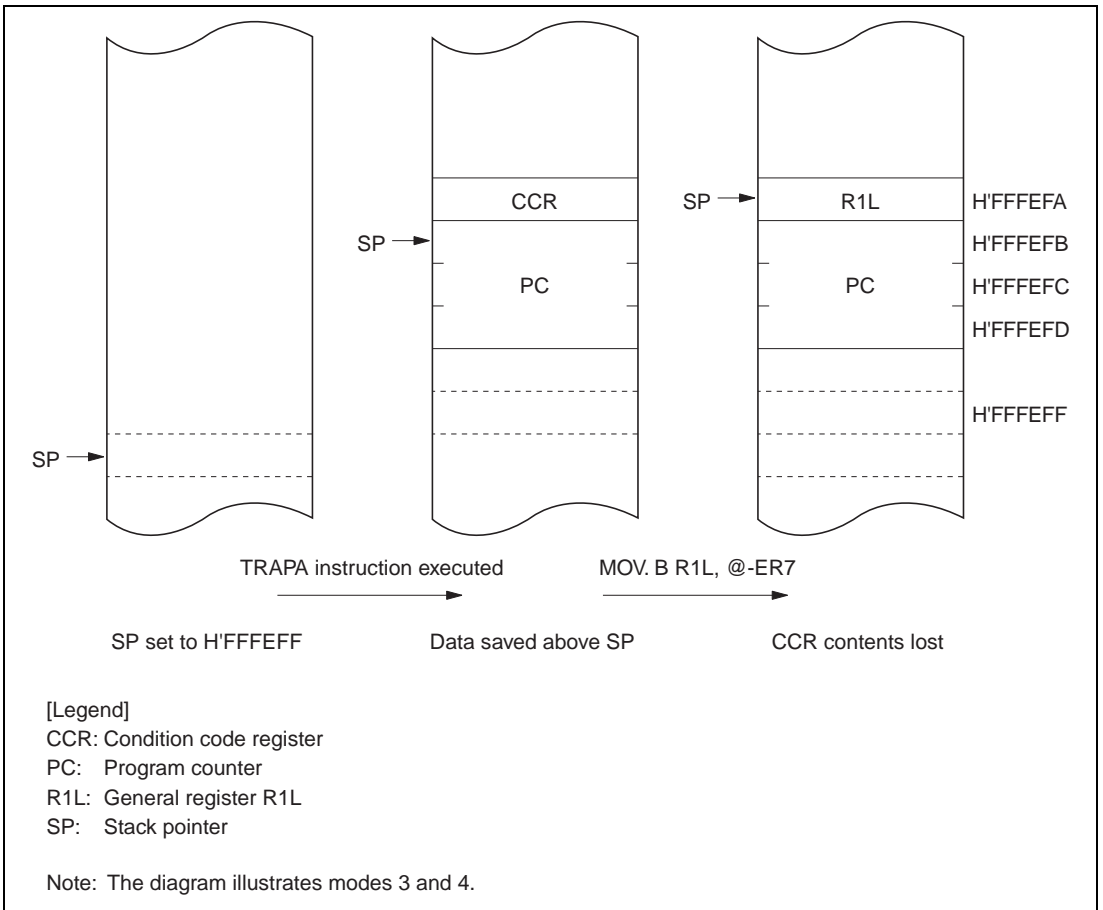 CCR
SP
R1L
H'FFFEFA
SP
H'FFFEFB
PC
PC
H'FFFEFC
H'FFFEFD
H'FFFEFF
SP
TRAPA instruction executed
MOV. B R1L, @-ER7
SP set to H'FFFEFF
Data saved above SP
CCR contents lost
[Legend]
CCR: Condition code register
PC: Program counter
R1L: General register R1L
SP: Stack pointer
Note: The diagram illustrates modes 3 and 4.